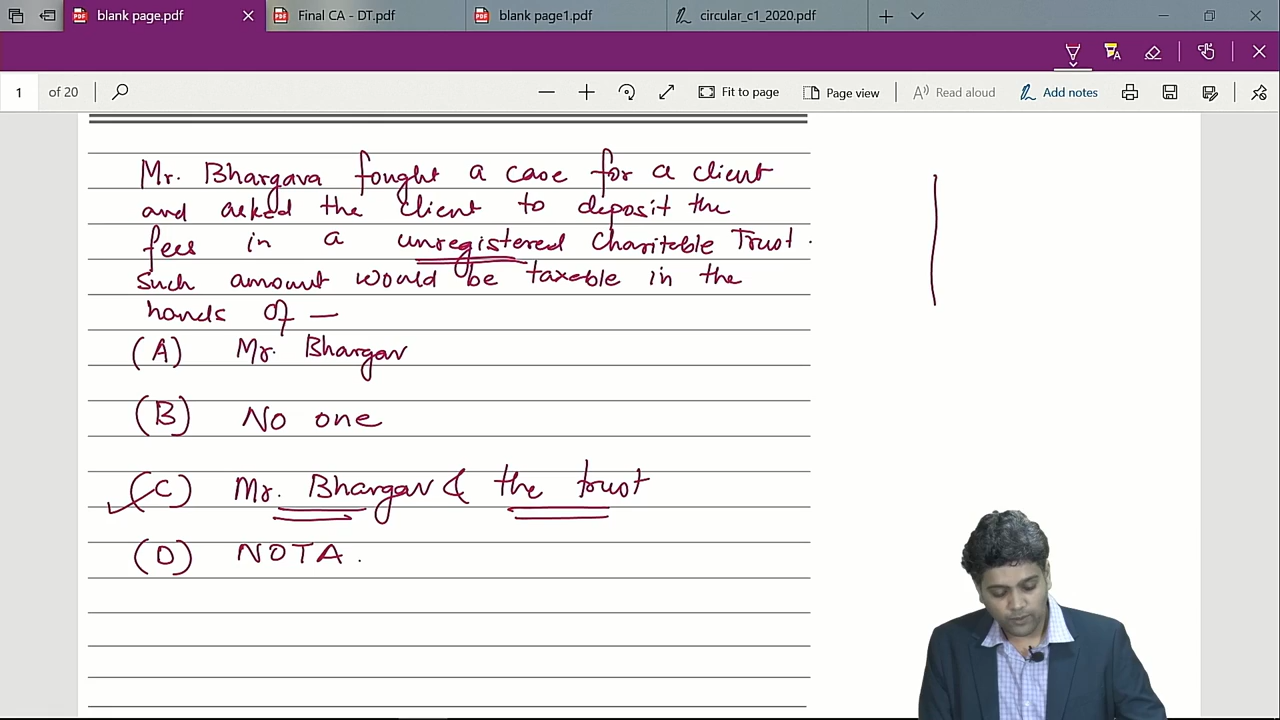 blank page.pdf
Final CA - DT.pdf
blank page1.pdf
circular_c1_2020.pdf
1 of 20
Fit to page
Page view
Read aloud
Add notes
Mr. Bhargava fought a case for a client
and asked the client to deposit the
fees in a unregistered Chariteble Trust.
Such amount would be taxeble in the
hands of —
(A) Mr. Bhargav
(B) No one
(C) Mr. Bhargav & the trust
(D) NOTA.